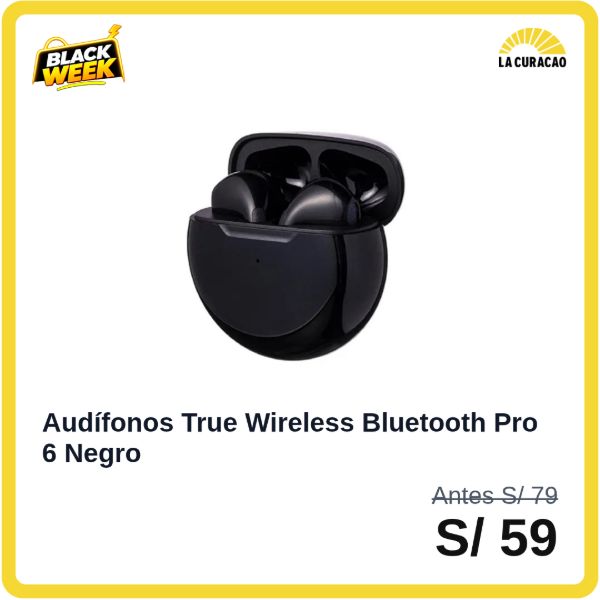 BLACK
WEEK
LA CURACAO
Audífonos True Wireless Bluetooth Pro
6 Negro
Antes S/ 79
S/ 59